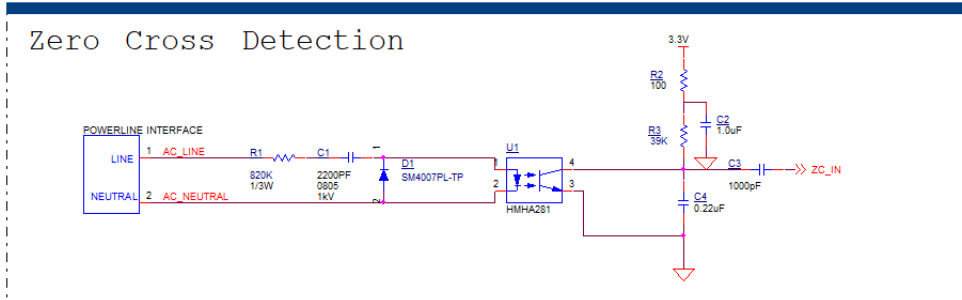 Zero Cross Detection
3.3V
R2
100
C2
1.0uF
R3
39K
POWERLINE INTERFACE
LINE
1 AC_LINE
R1
820K
1/3W
C1
2200PF
0805
1kV
1
D1
SM4007PL-TP
2
U1
1
4
2
3
HMHA281
C3
1000pF
ZC_IN
NEUTRAL
2 AC_NEUTRAL
C4
0.22uF